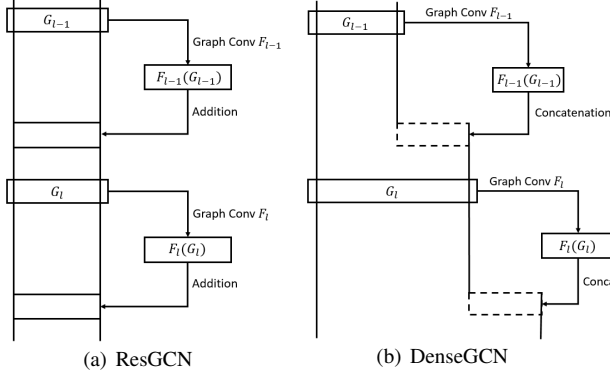 G_{l-1}
Graph Conv F_{l-1}
F_{l-1}(G_{l-1})
Addition
G_l
Graph Conv F_l
F_l(G_l)
Addition
(a) ResGCN
G_{l-1}
Graph Conv F_{l-1}
F_{l-1}(G_{l-1})
Concatenation
G_l
Graph Conv F_l
F_l(G_l)
Conca
(b) DenseGCN